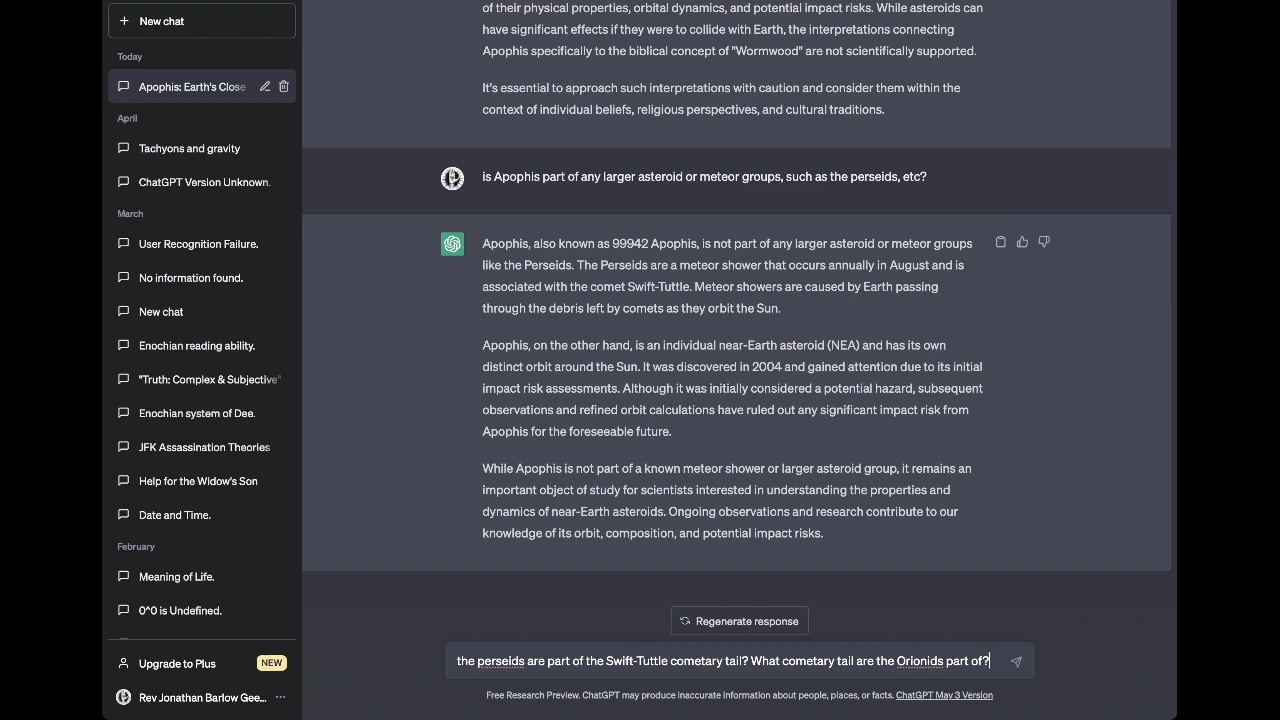 New chat
Today
Apophis: Earth's Close
April
Tachyons and gravity
ChatGPT Version Unknown.
March
User Recognition Failure.
No information found.
New chat
Enochian reading ability.
"Truth: Complex & Subjective"
Enochian system of Dee.
JFK Assassination Theories
Help for the Widow's Son
Date and Time.
February
Meaning of Life.
0^0 is Undefined.
Upgrade to Plus
NEW
Rev Jonathan Barlow Gee...
of their physical properties, orbital dynamics, and potential impact risks. While asteroids can
have significant effects if they were to collide with Earth, the interpretations connecting
Apophis specifically to the biblical concept of "Wormwood" are not scientifically supported.
It's essential to approach such interpretations with caution and consider them within the
context of individual beliefs, religious perspectives, and cultural traditions.
is Apophis part of any larger asteroid or meteor groups, such as the perseids, etc?
Apophis, also known as 99942 Apophis, is not part of any larger asteroid or meteor groups
like the Perseids. The Perseids are a meteor shower that occurs annually in August and is
associated with the comet Swift-Tuttle. Meteor showers are caused by Earth passing
through the debris left by comets as they orbit the Sun.
Apophis, on the other hand, is an individual near-Earth asteroid (NEA) and has its own
distinct orbit around the Sun. It was discovered in 2004 and gained attention due to its initial
impact risk assessments. Although it was initially considered a potential hazard, subsequent
observations and refined orbit calculations have ruled out any significant impact risk from
Apophis for the foreseeable future.
While Apophis is not part of a known meteor shower or larger asteroid group, it remains an
important object of study for scientists interested in understanding the properties and
dynamics of near-Earth asteroids. Ongoing observations and research contribute to our
knowledge of its orbit, composition, and potential impact risks.
Regenerate response
the perseids are part of the Swift-Tuttle cometary tail? What cometary tail are the Orionids part of?
Free Research Preview. ChatGPT may produce inaccurate information about people, places, or facts. ChatGPT May 3 Version